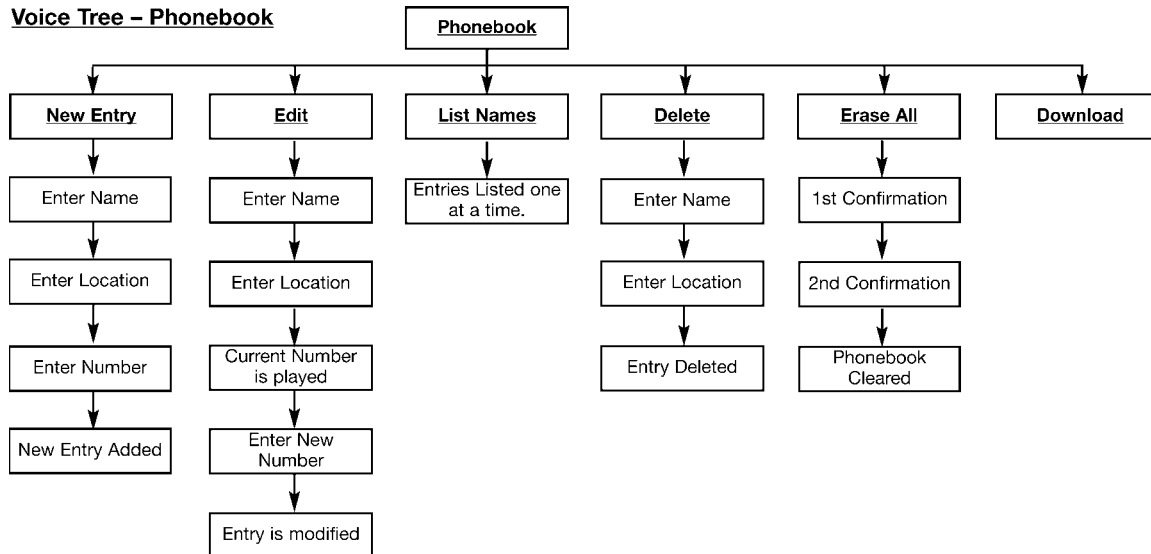 Voice Tree – Phonebook
Phonebook
New Entry
Edit
List Names
Delete
Erase All
Download
Enter Name
Enter Name
Entries Listed one
at a time.
Enter Name
1st Confirmation
Enter Location
Enter Location
Enter Location
2nd Confirmation
Enter Number
Current Number
is played
Entry Deleted
Phonebook
Cleared
New Entry Added
Enter New
Number
Entry is modified